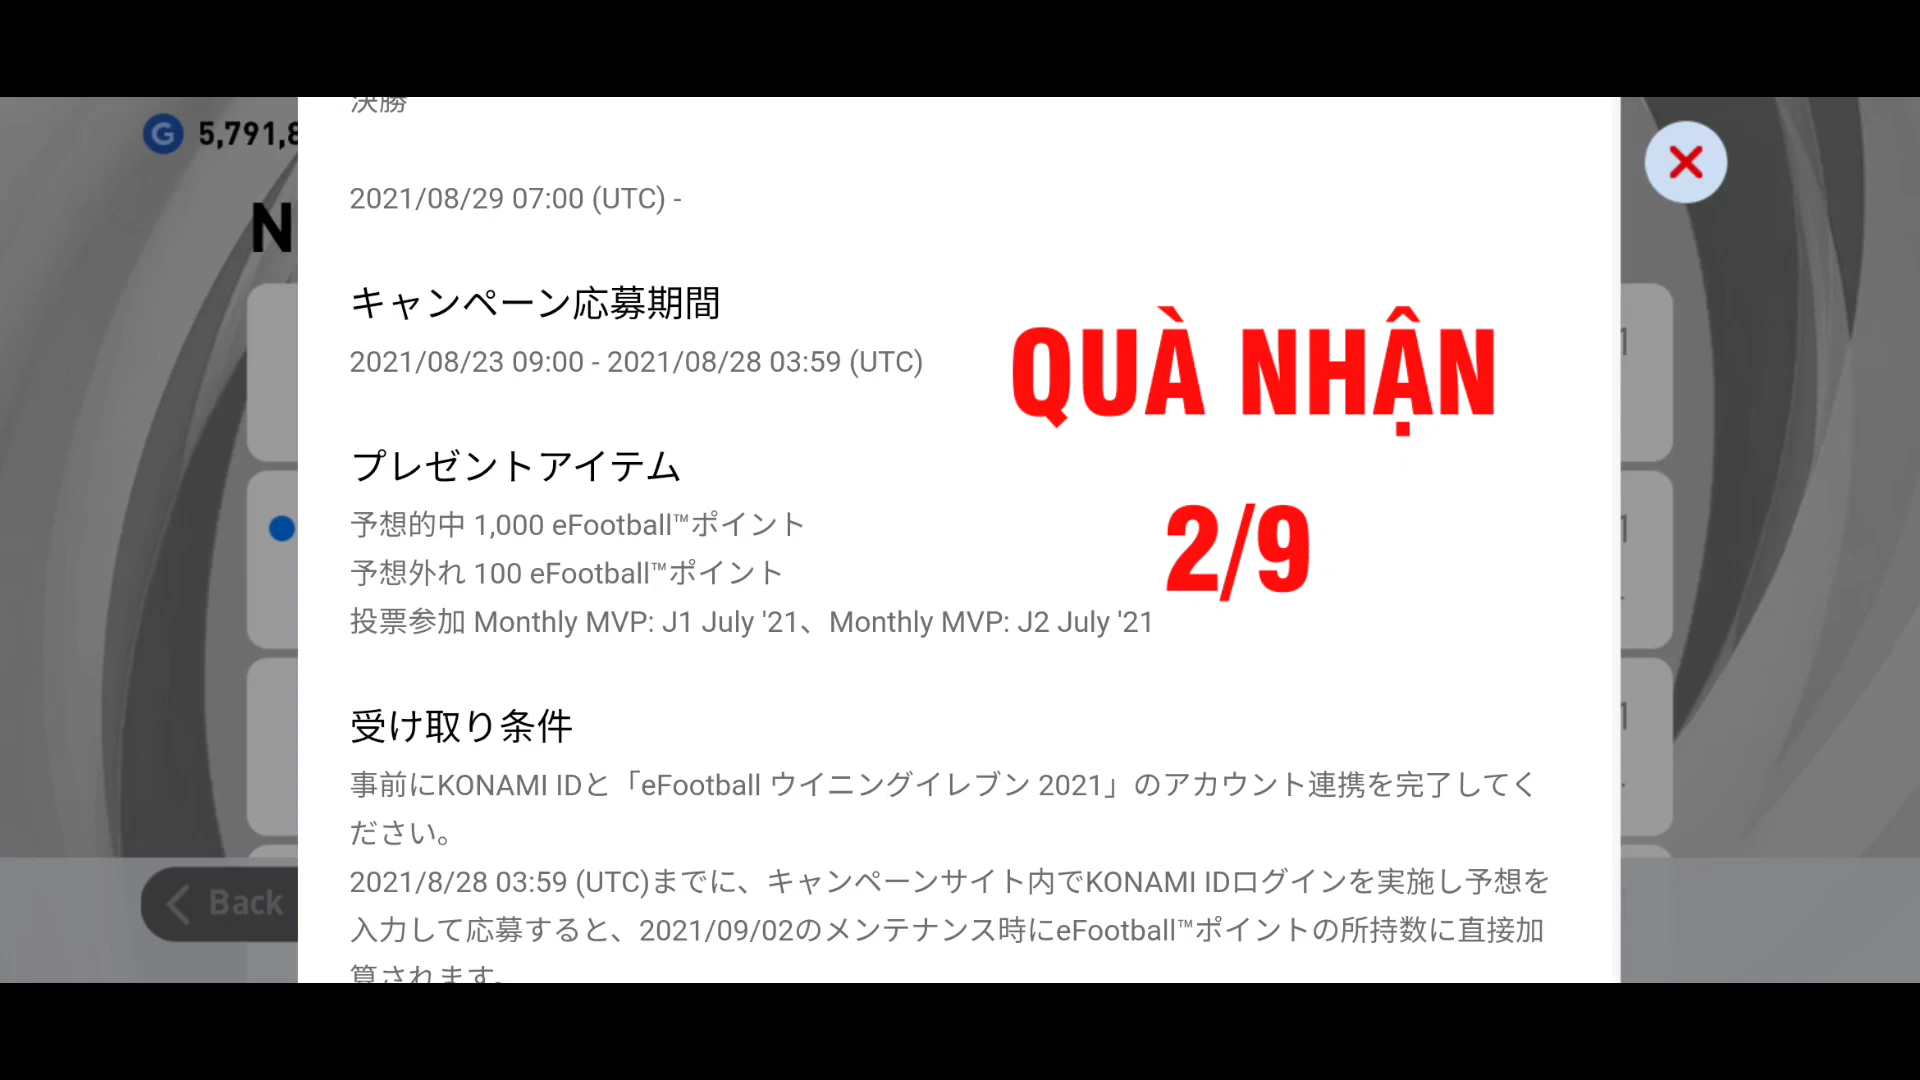 決勝
5,791,8
2021/08/29 07:00 (UTC) -
N
キャンペーン応募期間
2021/08/23 09:00 - 2021/08/28 03:59 (UTC)
QUÀ NHẬN
2/9
プレゼントアイテム
予想的中 1,000 eFootball™ポイント
予想外れ 100 eFootball™ポイント
投票参加 Monthly MVP: J1 July '21、Monthly MVP: J2 July '21
受け取り条件
事前にKONAMI IDと「eFootball ウイニングイレブン 2021」のアカウント連携を完了してく
ださい。
2021/8/28 03:59 (UTC)までに、キャンペーンサイト内でKONAMI IDログインを実施し予想を
入力して応募すると、2021/09/02のメンテナンス時にeFootball™ポイントの所持数に直接加
算されます。
Back